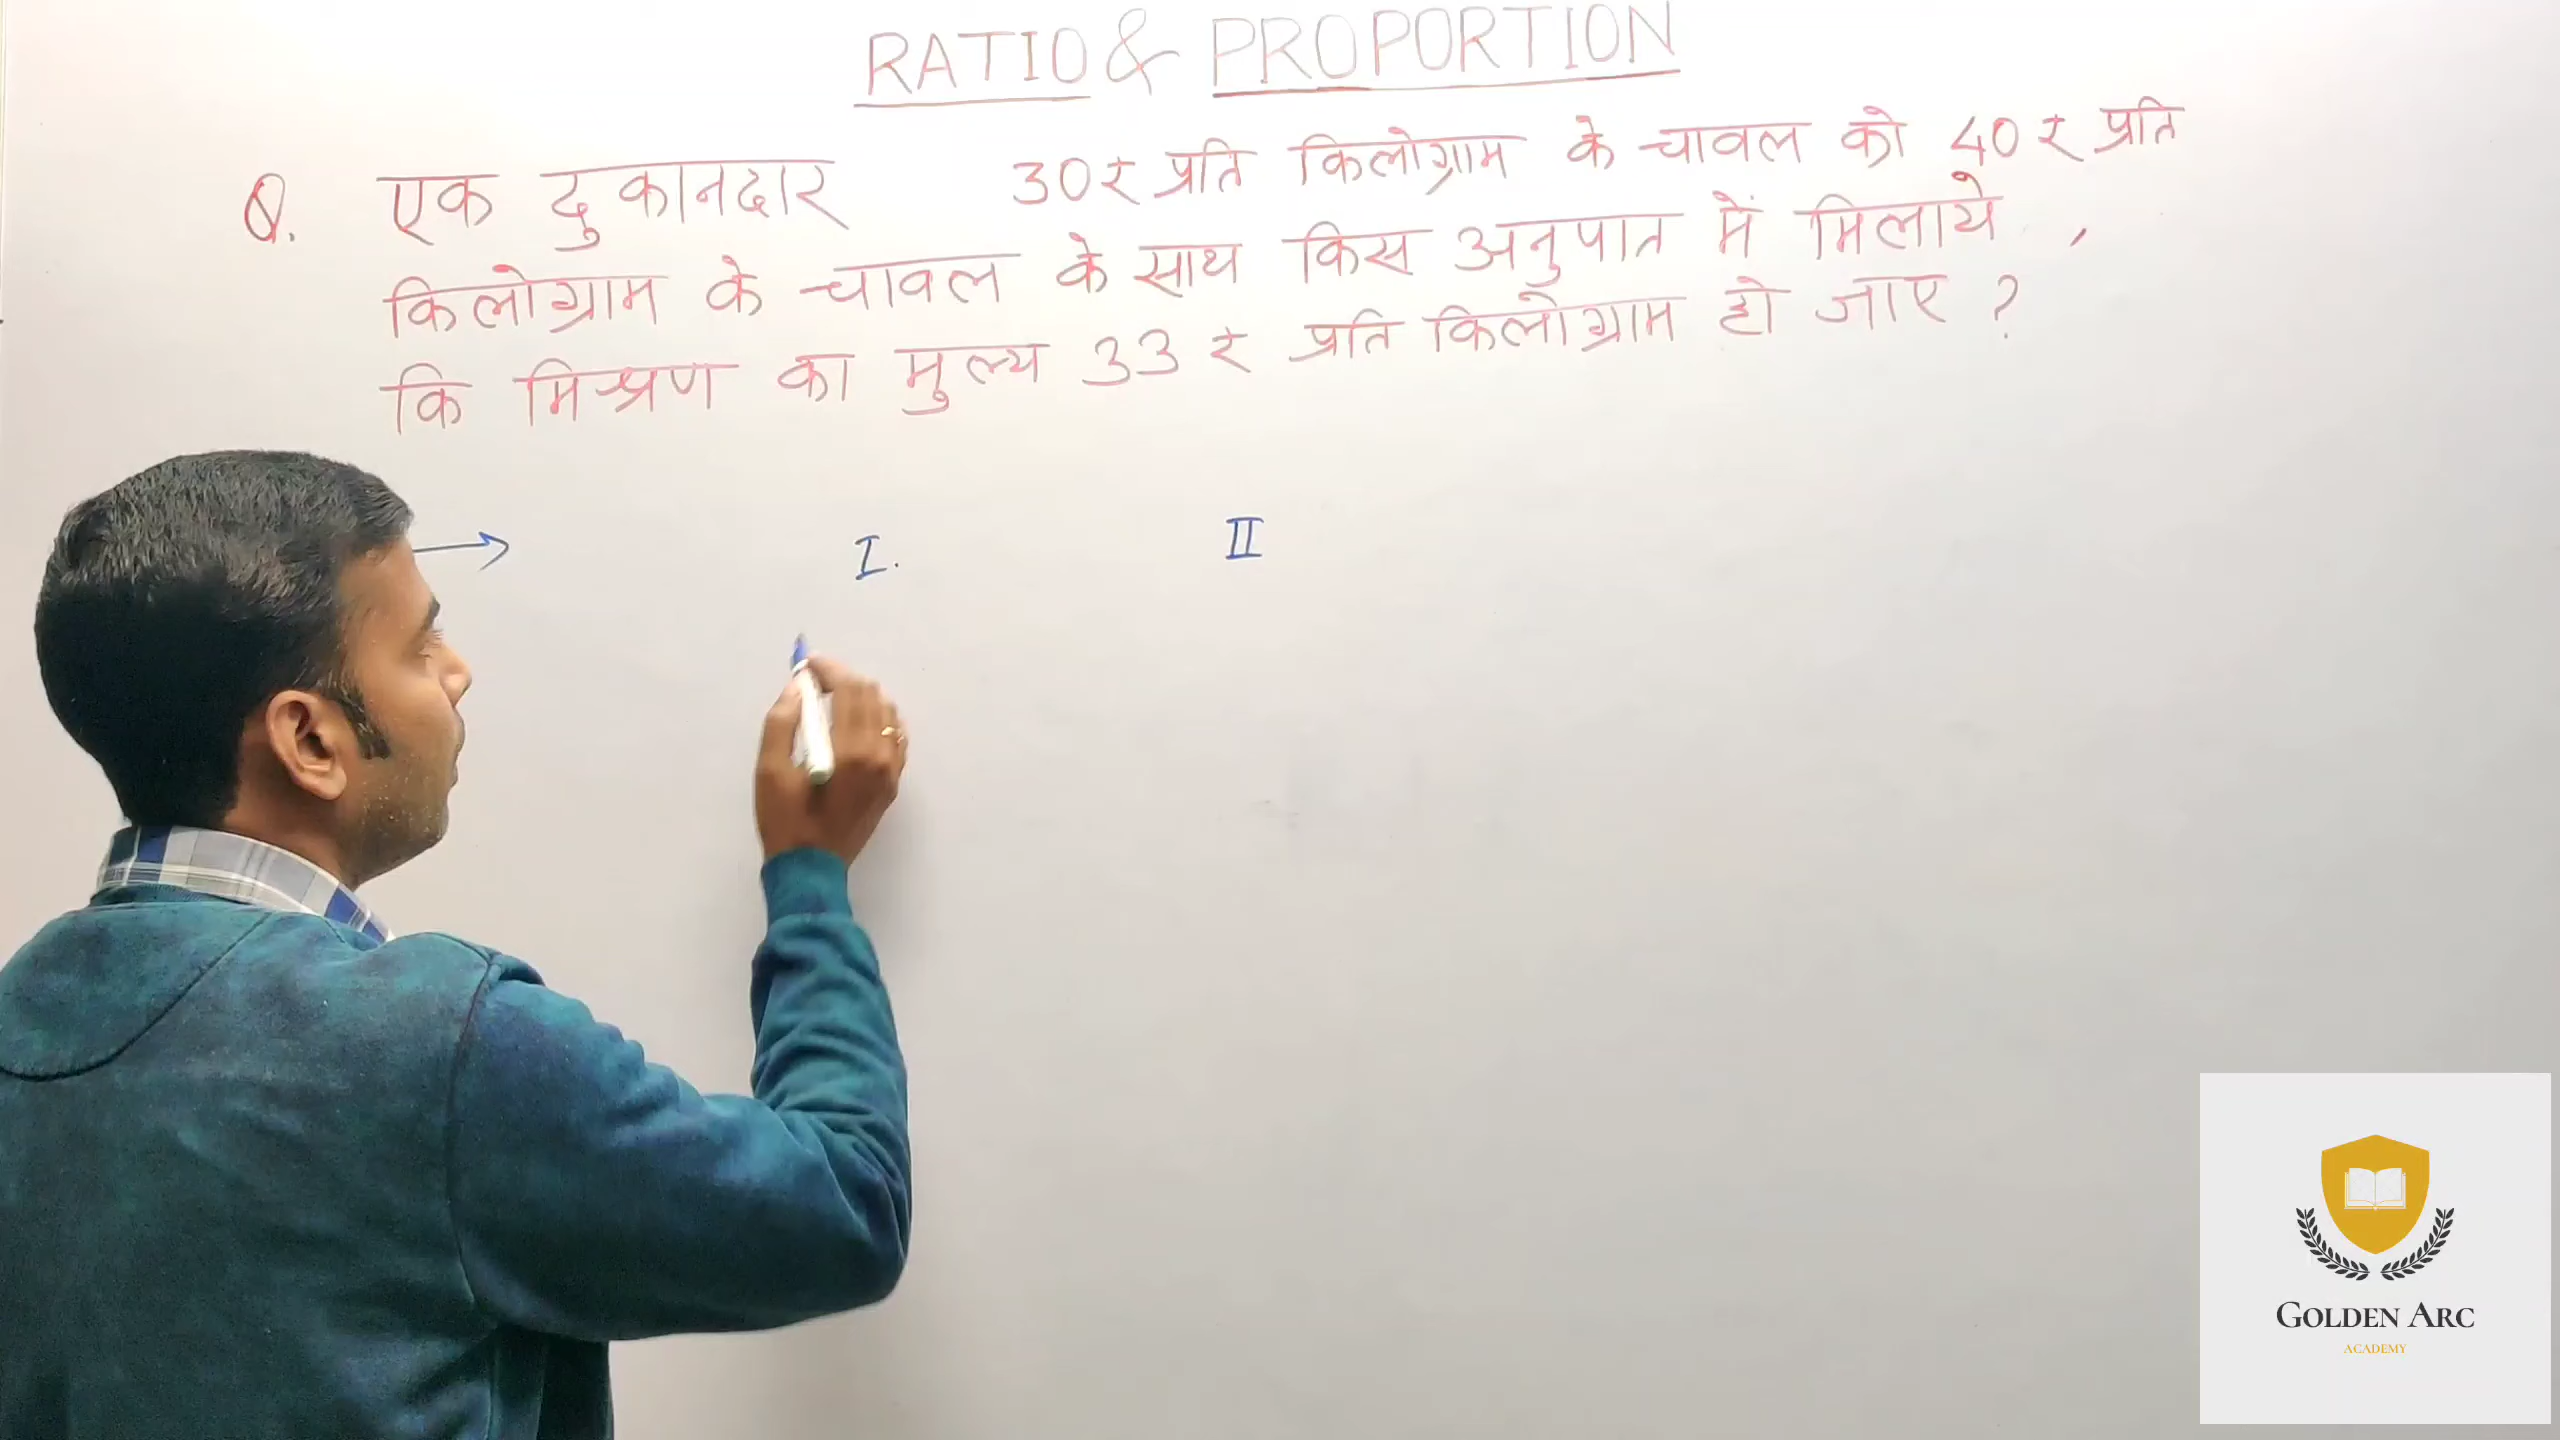 RATIO & PROPORTION
Q. एक दुकानदार 30₹ प्रति किलोग्राम के चावल को 40₹ प्रति
किलोग्राम के चावल के साथ किस अनुपात में मिलाये ,
कि मिश्रण का मुल्य 33₹ प्रति किलोग्राम हो जाए ?
I. II
GOLDEN ARC
ACADEMY